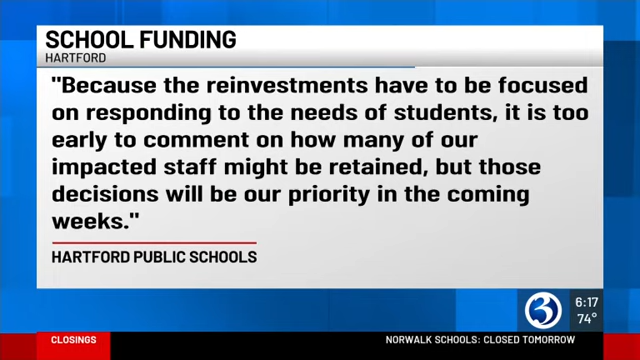 SCHOOL FUNDING
HARTFORD
"Because the reinvestments have to be focused
on responding to the needs of students, it is too
early to comment on how many of our
impacted staff might be retained, but those
decisions will be our priority in the coming
weeks."
HARTFORD PUBLIC SCHOOLS
3
6:17
74°
CLOSINGS
NORWALK SCHOOLS: CLOSED TOMORROW